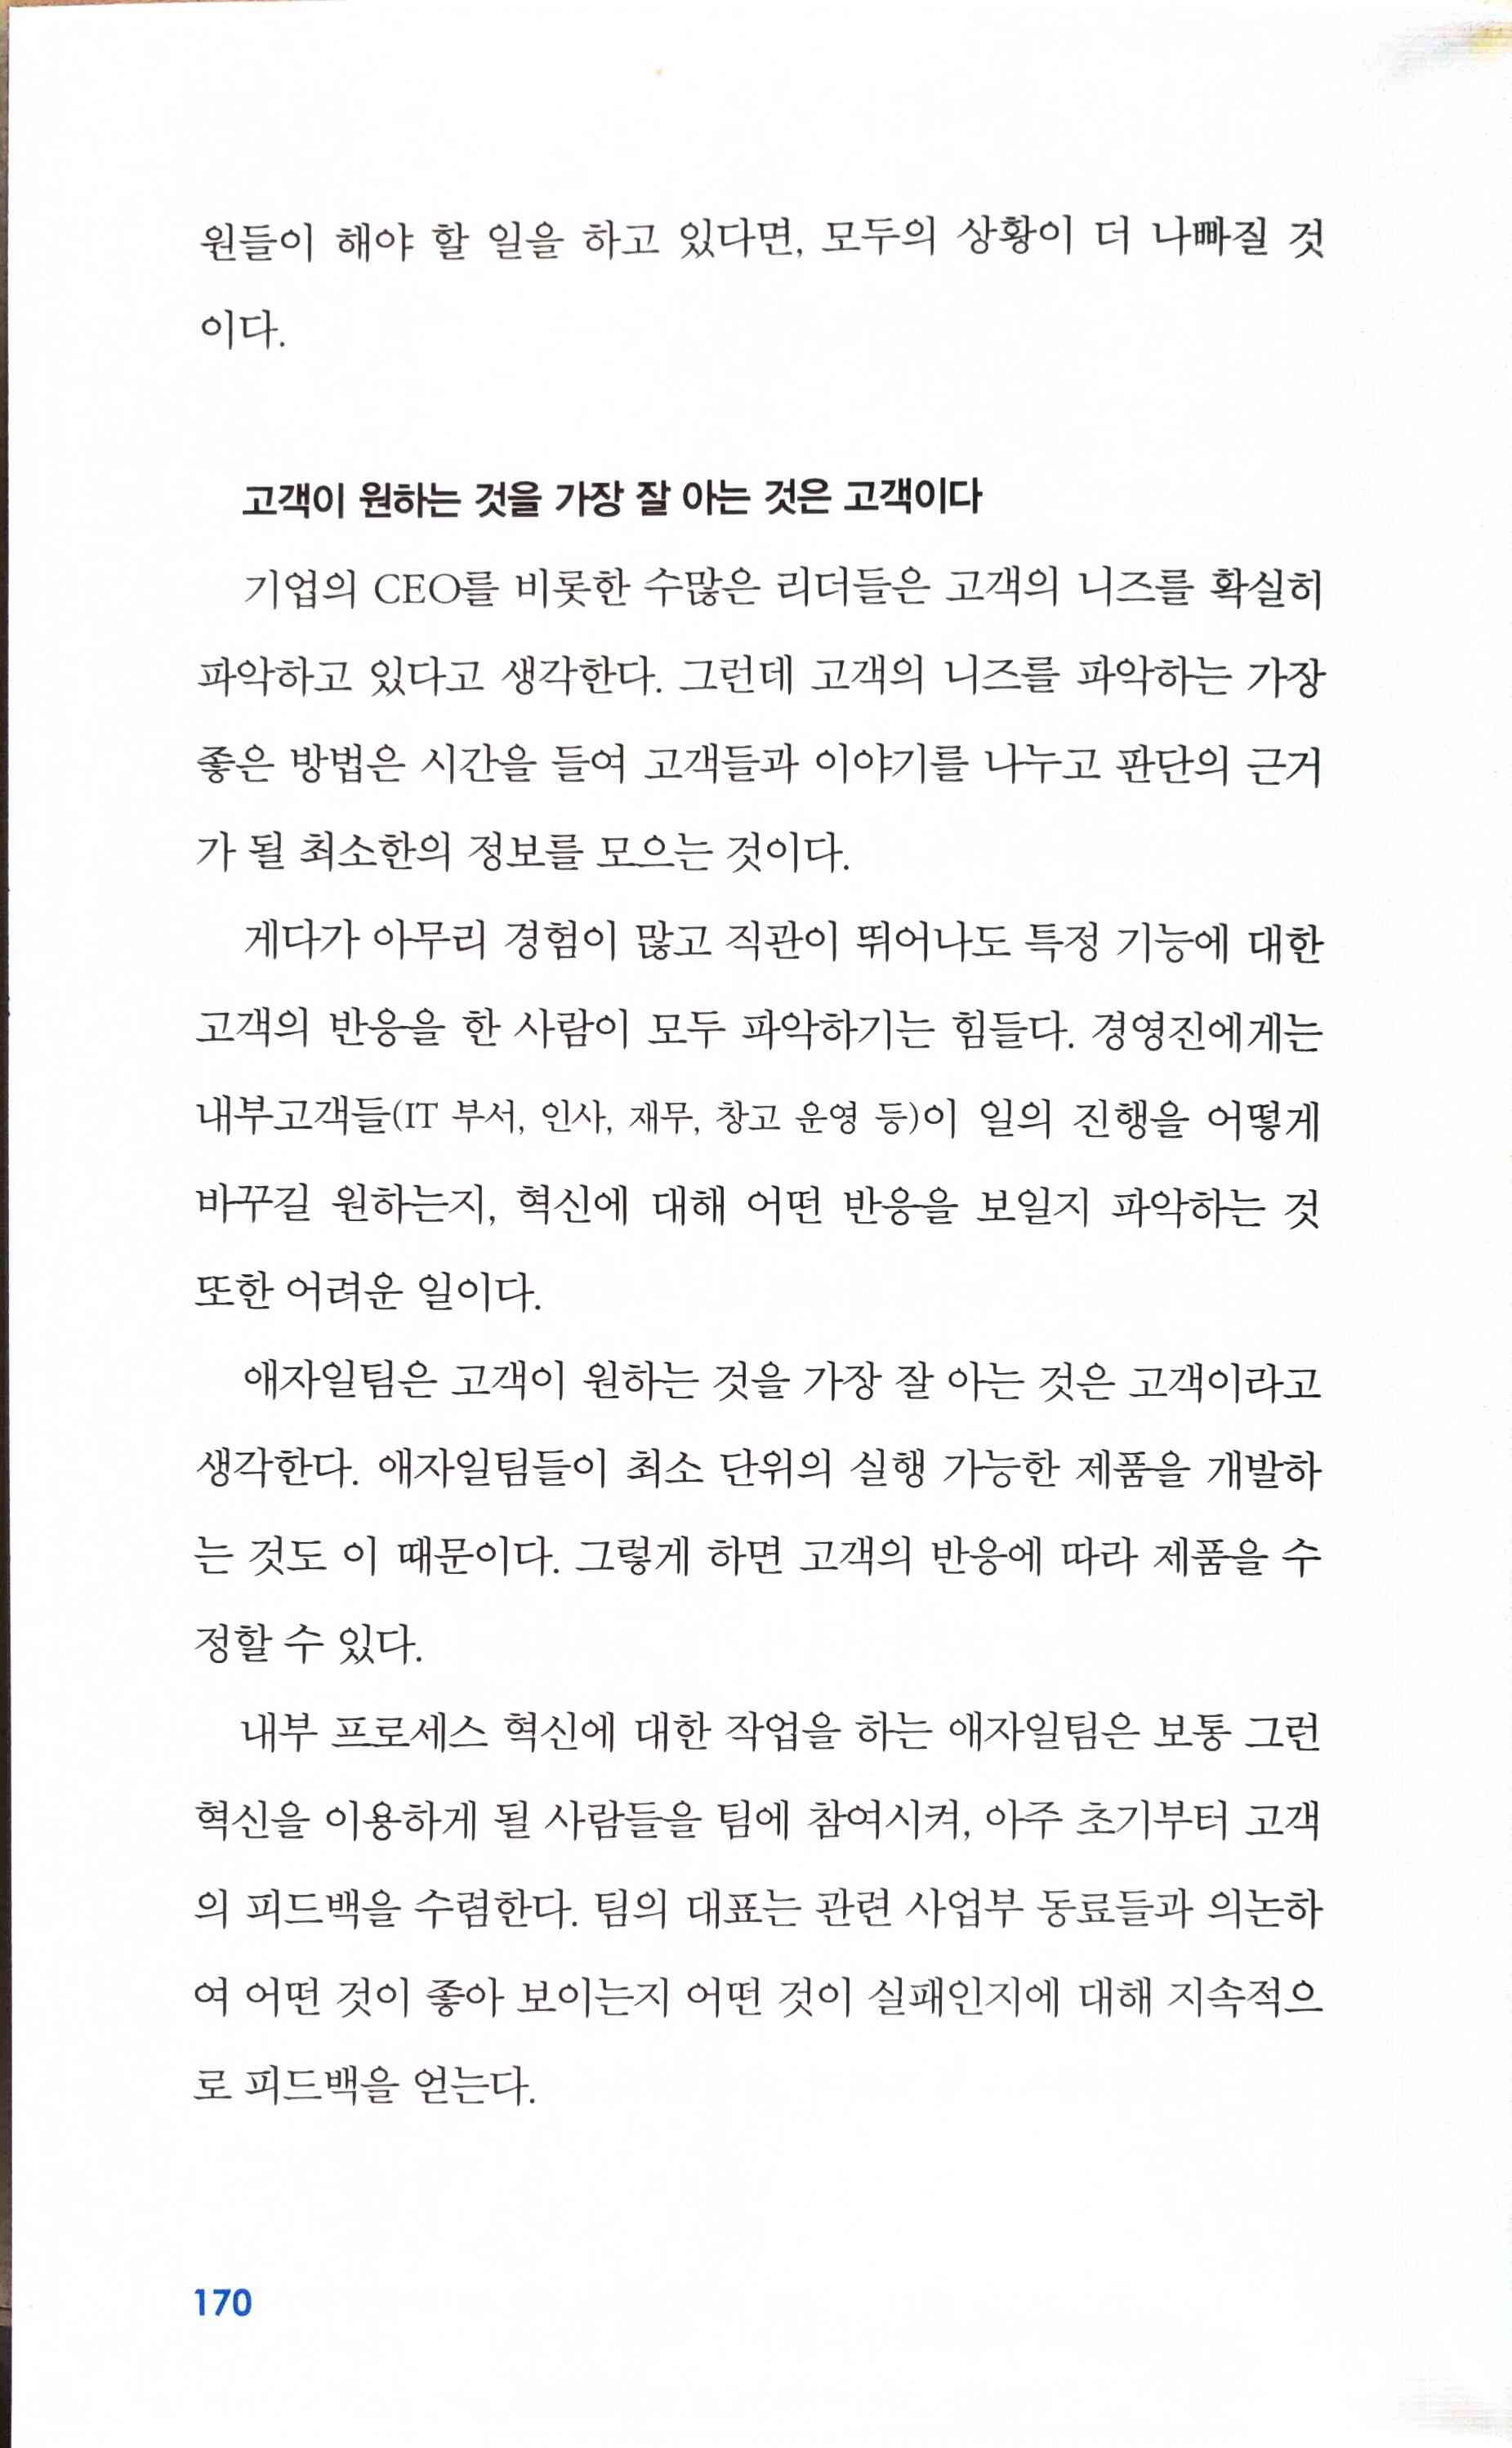 원들이 해야 할 일을 하고 있다면, 모두의 상황이 더 나빠질 것
이다.
고객이 원하는 것을 가장 잘 아는 것은 고객이다
기업의 CEO를 비롯한 수많은 리더들은 고객의 니즈를 확실히
파악하고 있다고 생각한다. 그런데 고객의 니즈를 파악하는 가장
좋은 방법은 시간을 들여 고객들과 이야기를 나누고 판단의 근거
가 될 최소한의 정보를 모으는 것이다.
게다가 아무리 경험이 많고 직관이 뛰어나도 특정 기능에 대한
고객의 반응을 한 사람이 모두 파악하기는 힘들다. 경영진에게는
내부고객들(IT 부서, 인사, 재무, 창고 운영 등)이 일의 진행을 어떻게
바꾸길 원하는지, 혁신에 대해 어떤 반응을 보일지 파악하는 것
또한 어려운 일이다.
애자일팀은 고객이 원하는 것을 가장 잘 아는 것은 고객이라고
생각한다. 애자일팀들이 최소 단위의 실행 가능한 제품을 개발하
는 것도 이 때문이다. 그렇게 하면 고객의 반응에 따라 제품을 수
정할 수 있다.
내부 프로세스 혁신에 대한 작업을 하는 애자일팀은 보통 그런
혁신을 이용하게 될 사람들을 팀에 참여시켜, 아주 초기부터 고객
의 피드백을 수렴한다. 팀의 대표는 관련 사업부 동료들과 의논하
여 어떤 것이 좋아 보이는지 어떤 것이 실패인지에 대해 지속적으
로 피드백을 얻는다.
170